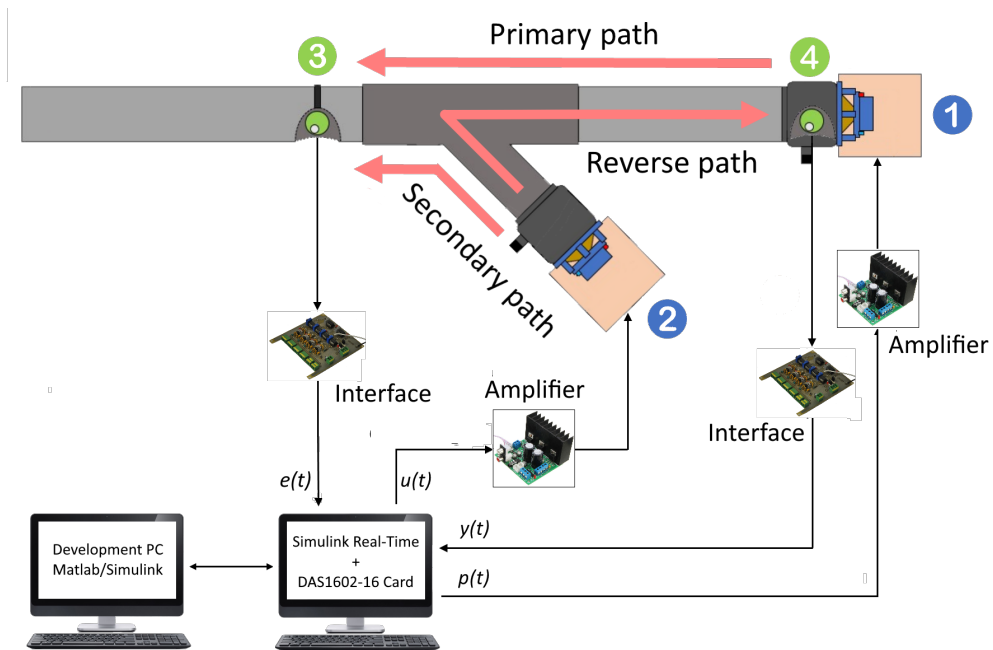 Primary path
3
4
1
Reverse path
Secondary path
2
Amplifier
Interface
Amplifier
Interface
e(t)
u(t)
y(t)
p(t)
Development PC
Matlab/Simulink
Simulink Real-Time
+
DAS1602-16 Card